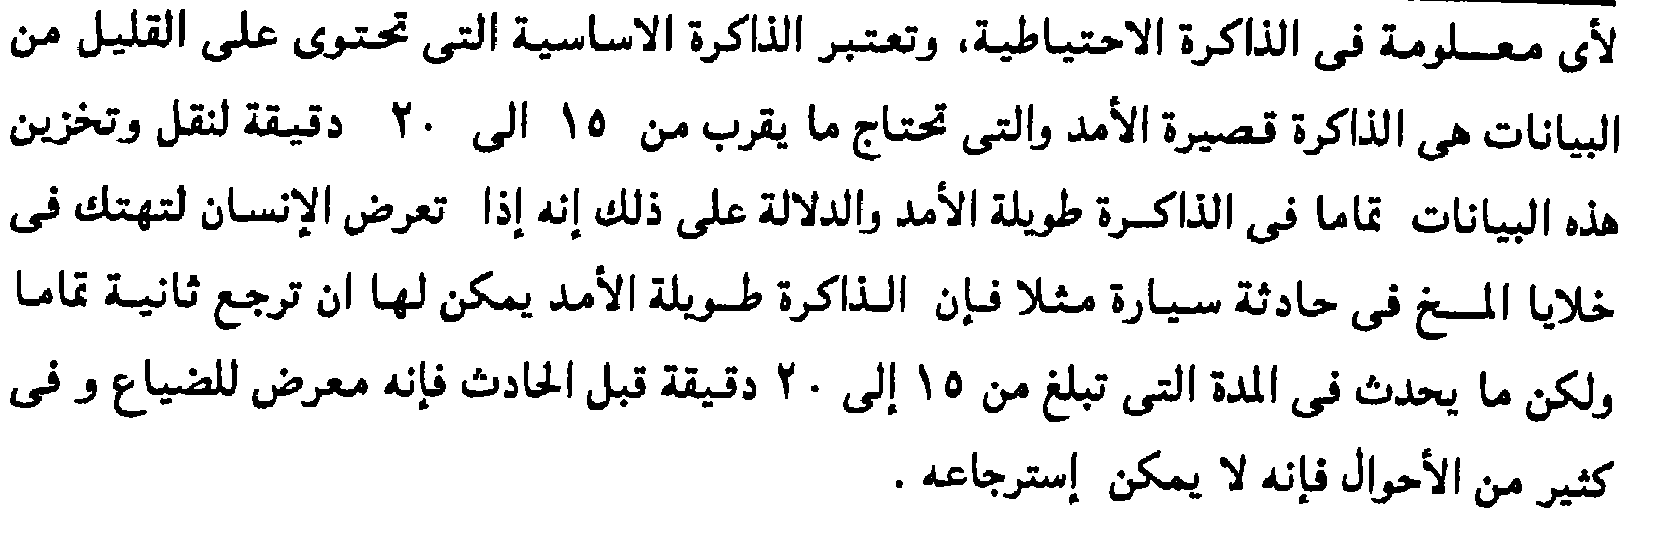 لأى معلومة فى الذاكرة الاحتياطية، وتعتبر الذاكرة الاساسية التى تحتوى على القليل من
البيانات هى الذاكرة قصيرة الأمد والتى تحتاج ما يقرب من ١٥ الى ٢٠ دقيقة لنقل وتخزين
هذه البيانات تماما فى الذاكرة طويلة الأمد والدلالة على ذلك إنه إذا تعرض الإنسان لتهتك فى
خلايا المخ فى حادثة سيارة مثلا فإن الذاكرة طويلة الأمد يمكن لها ان ترجع ثانية تماما
ولكن ما يحدث فى المدة التى تبلغ من ١٥ إلى ٢٠ دقيقة قبل الحادث فإنه معرض للضياع و فى
كثير من الأحوال فإنه لا يمكن إسترجاعه .